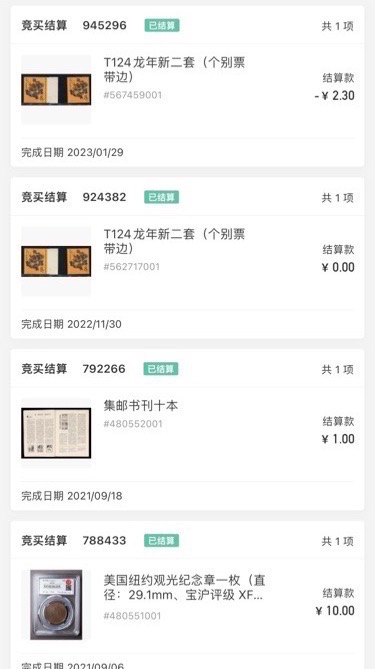 竞买结算 945296 已结算 共 1 项
T124 龙年新二套（个别票
带边）
#567459001
结算款
- ¥ 2.30
完成日期 2023/01/29
竞买结算 924382 已结算 共 1 项
T124 龙年新二套（个别票
带边）
#562717001
结算款
¥ 0.00
完成日期 2022/11/30
竞买结算 792266 已结算 共 1 项
集邮书刊十本
#480552001
结算款
¥ 1.00
完成日期 2021/09/18
竞买结算 788433 已结算 共 1 项
美国纽约观光纪念章一枚（直
径：29.1mm、宝沪评级 XF...
#480551001
结算款
¥ 10.00
完成日期 2021/09/06